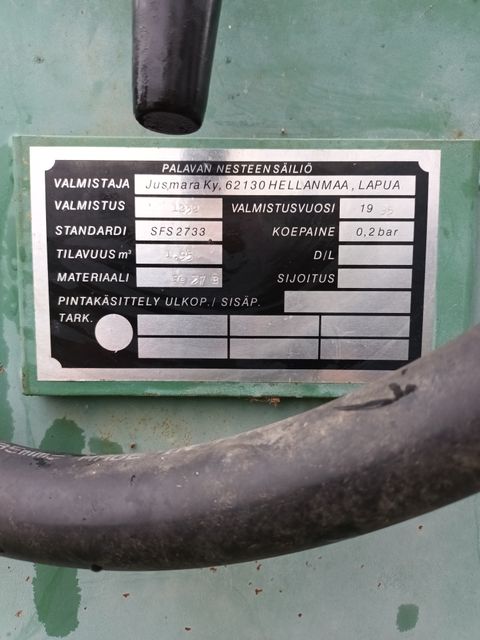 PALAVAN NESTEEN SÄILIÖ
VALMISTAJA Jusmara Ky, 62130 HELLANMAA, LAPUA
VALMISTUS VALMISTUSVUOSI 19
STANDARDI SFS 2733 KOEPAINE 0,2 bar
TILAVUUS m³ D/L
MATERIAALI SIJOITUS
PINTAKÄSITTELY ULKOP./ SISÄP.
TARK.